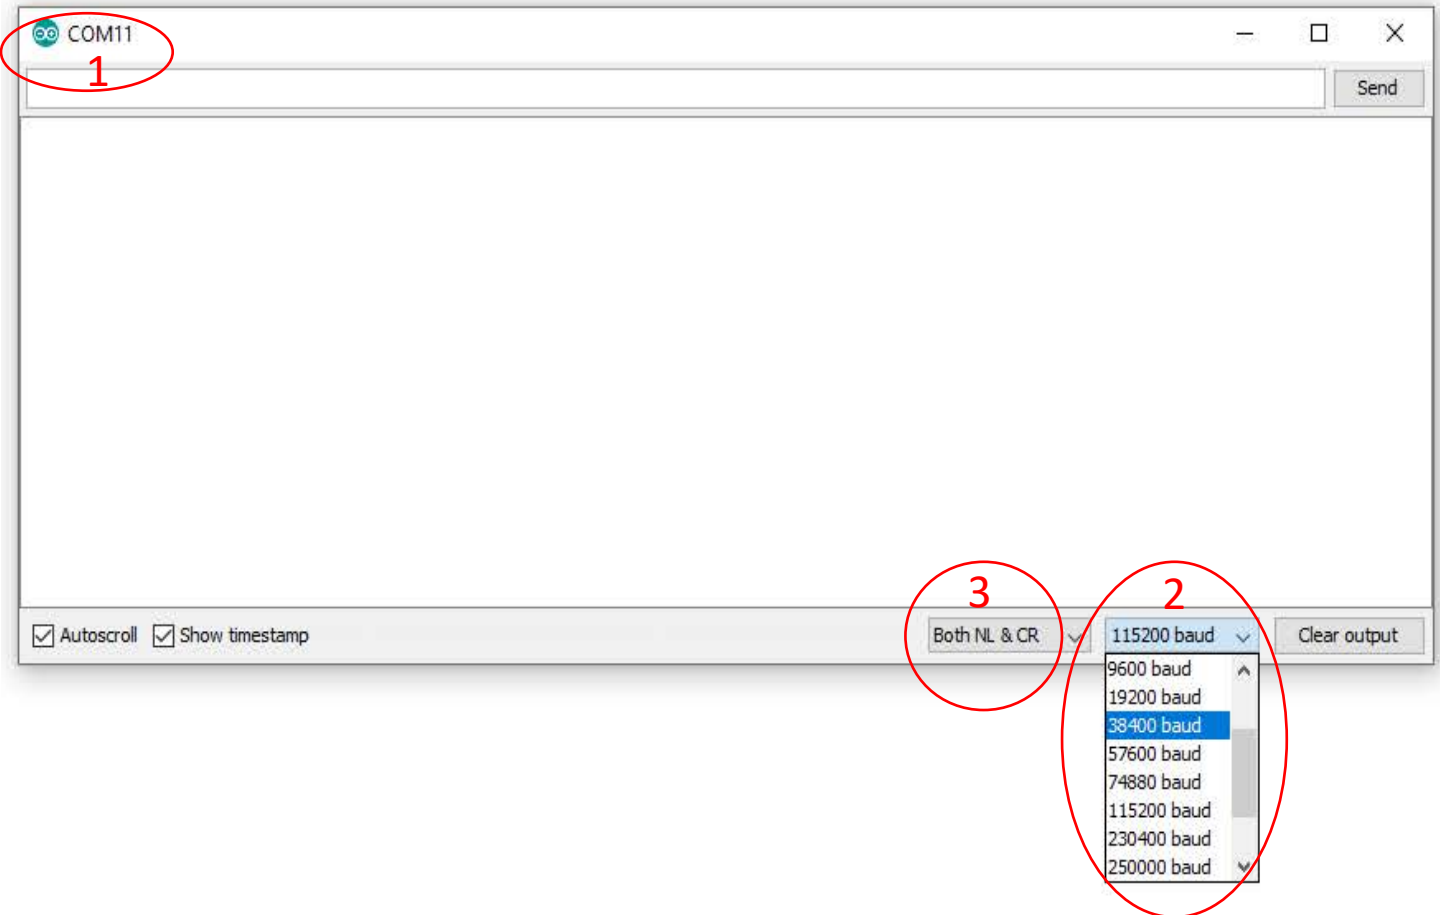 COM11
1
Send
3
2
Autoscroll Show timestamp Both NL & CR 115200 baud Clear output
9600 baud
19200 baud
38400 baud
57600 baud
74880 baud
115200 baud
230400 baud
250000 baud